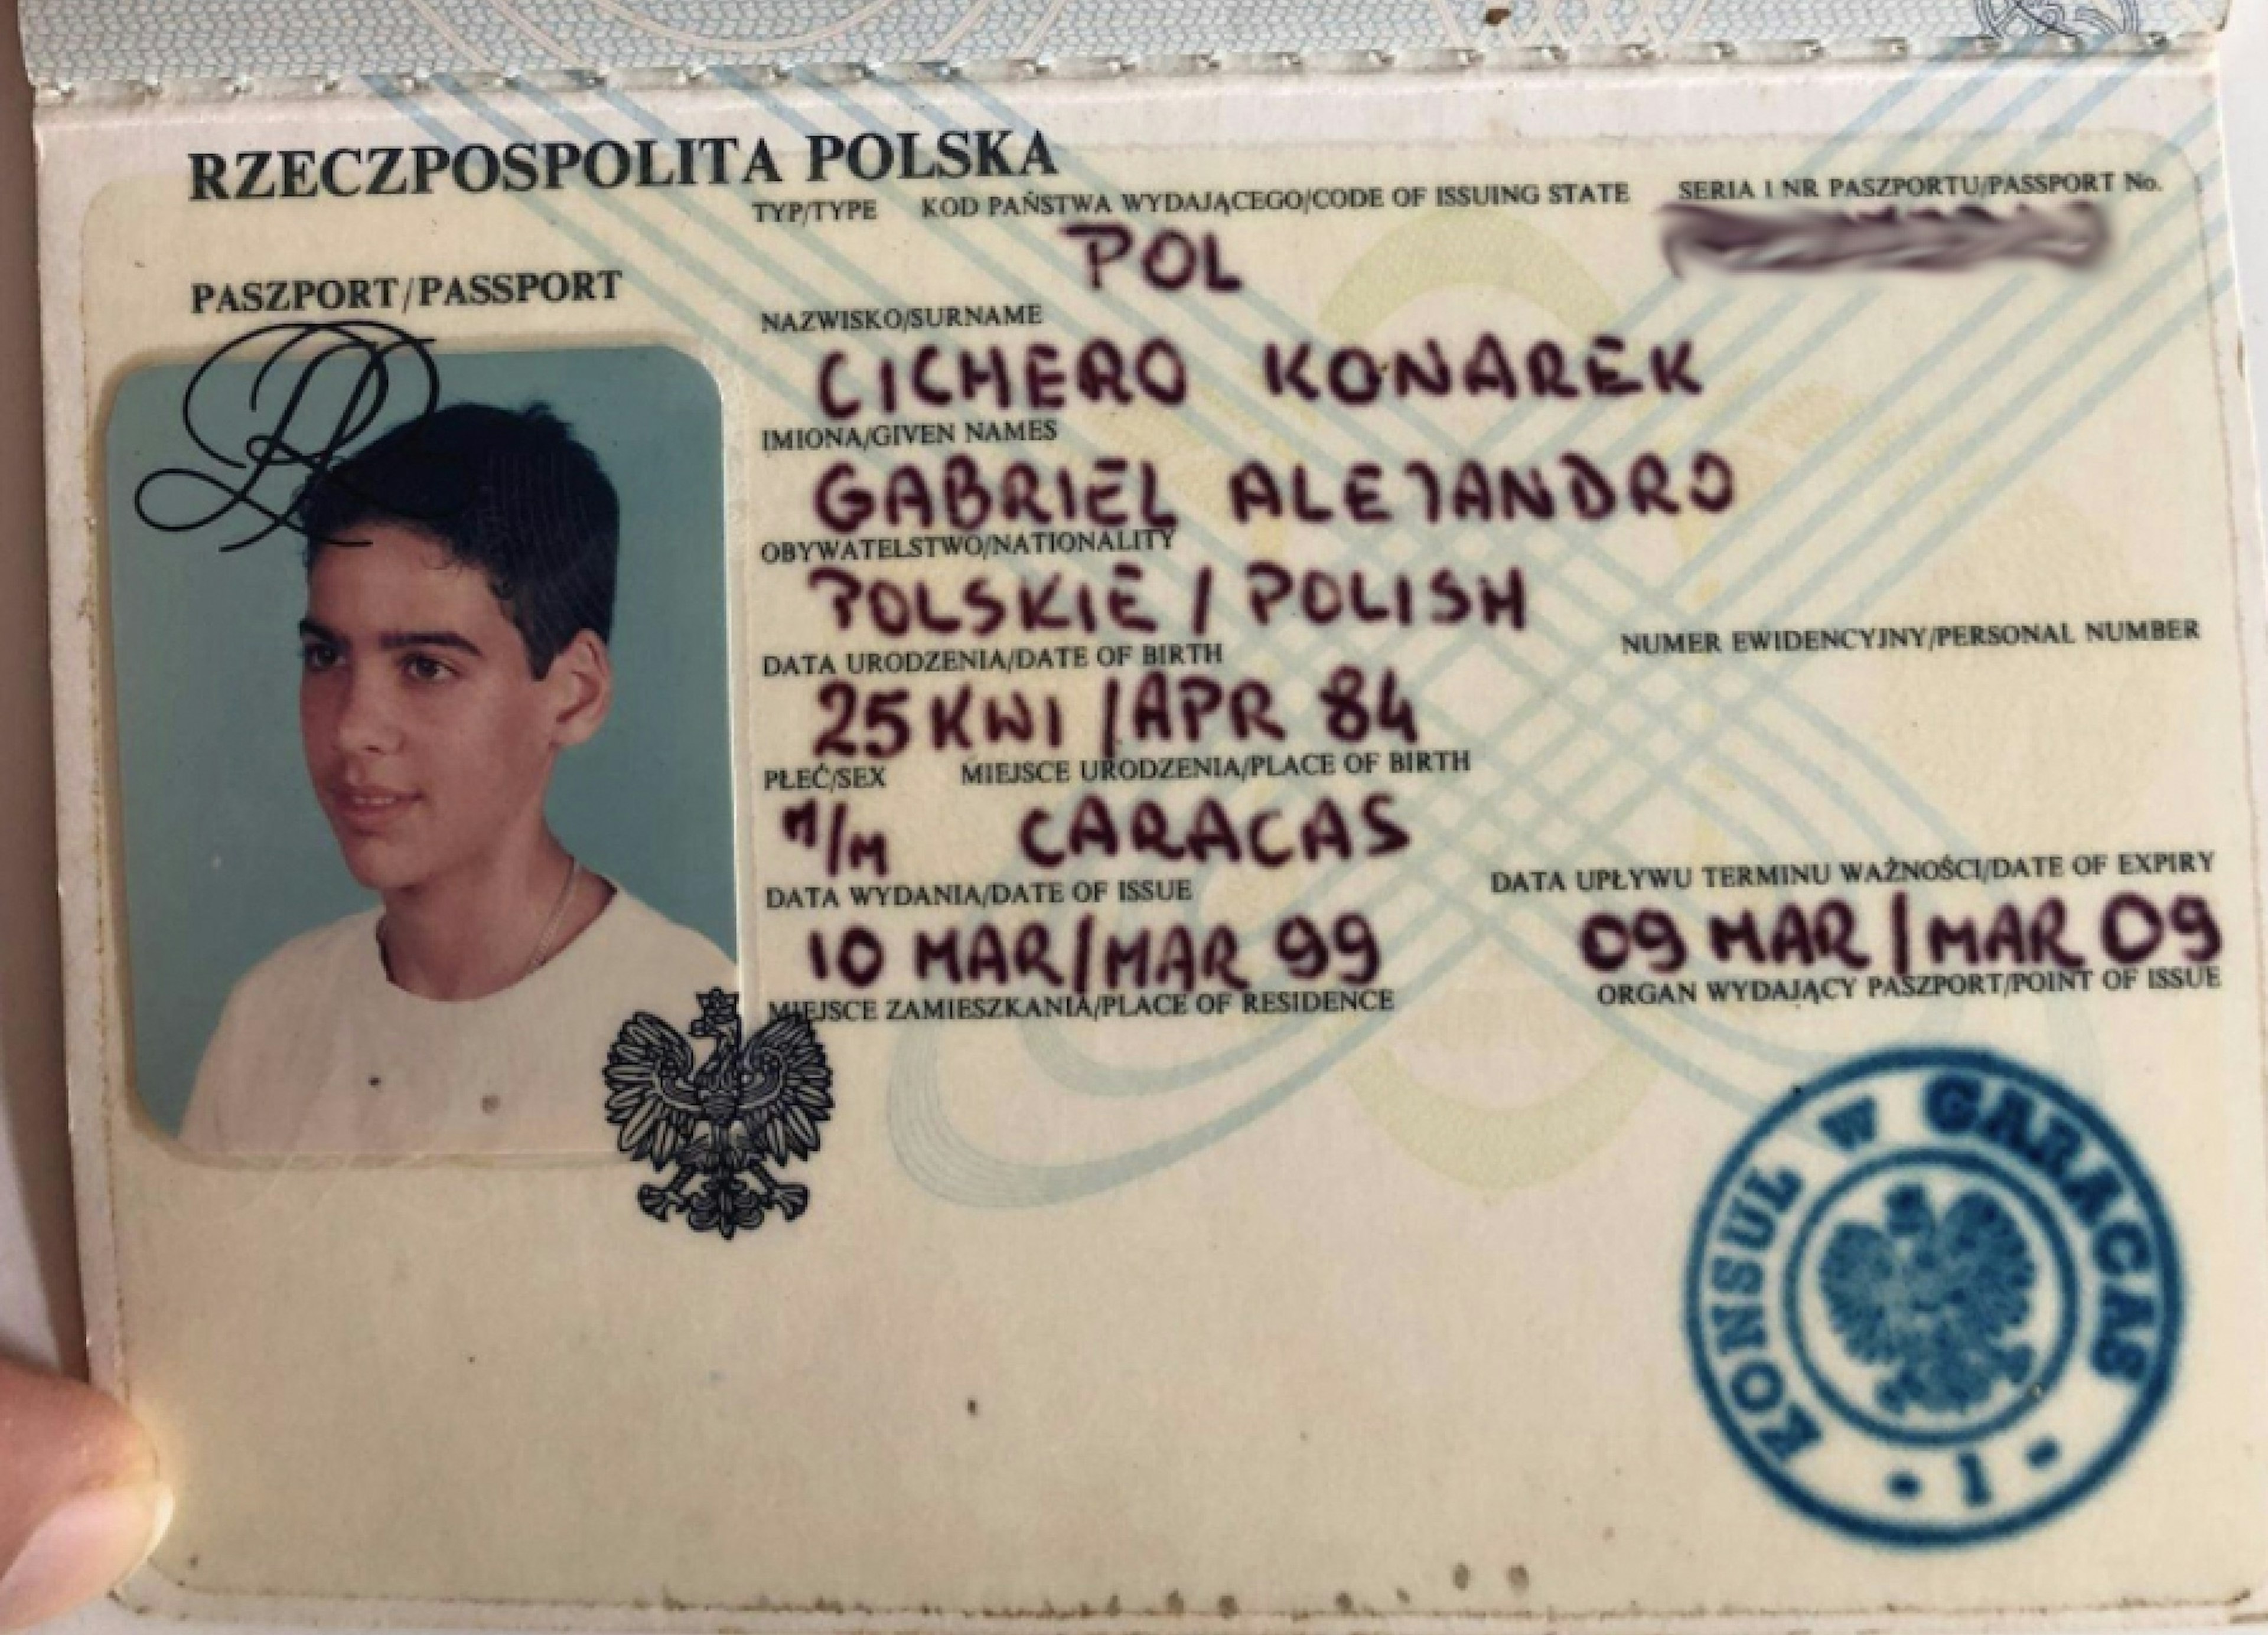 RZECZPOSPOLITA POLSKA
TYP/TYPE KOD PAŃSTWA WYDAJĄCEGO/CODE OF ISSUING STATE SERIA I NR PASZPORTU/PASSPORT No.
POL
PASZPORT/PASSPORT
NAZWISKO/SURNAME
CICHERO KONAREK
IMIONA/GIVEN NAMES
GABRIEL ALEJANDRO
OBYWATELSTWO/NATIONALITY
POLSKIE / POLISH
DATA URODZENIA/DATE OF BIRTH NUMER EWIDENCYJNY/PERSONAL NUMBER
25 KWI /APR 84
PŁEĆ/SEX MIEJSCE URODZENIA/PLACE OF BIRTH
M/M CARACAS
DATA WYDANIA/DATE OF ISSUE DATA UPŁYWU TERMINU WAŻNOŚCI/DATE OF EXPIRY
10 MAR/MAR 99 09 MAR/MAR 09
MIEJSCE ZAMIESZKANIA/PLACE OF RESIDENCE ORGAN WYDAJĄCY PASZPORT/POINT OF ISSUE
KONSUL W CARACAS
- 1 -